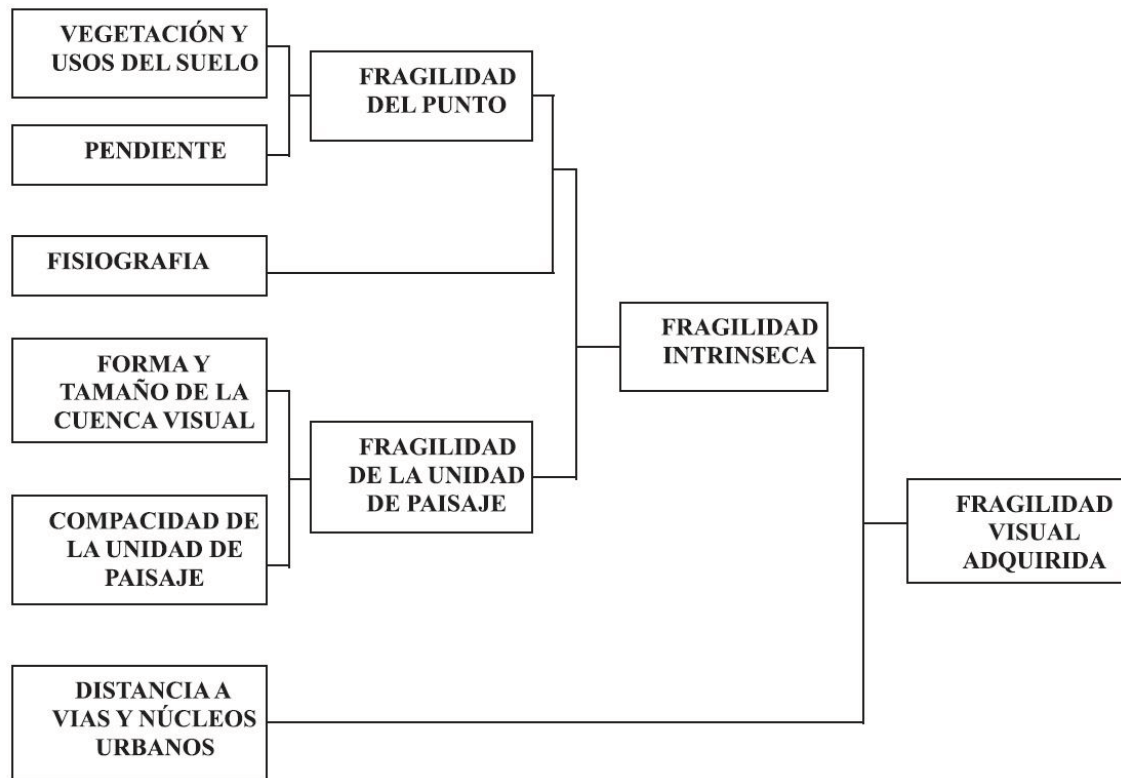 VEGETACIÓN Y
USOS DEL SUELO
PENDIENTE
FRAGILIDAD
DEL PUNTO
FISIOGRAFIA
FORMA Y
TAMAÑO DE LA
CUENCA VISUAL
COMPACIDAD DE
LA UNIDAD DE
PAISAJE
FRAGILIDAD
DE LA UNIDAD
DE PAISAJE
FRAGILIDAD
INTRINSECA
DISTANCIA A
VIAS Y NÚCLEOS
URBANOS
FRAGILIDAD
VISUAL
ADQUIRIDA